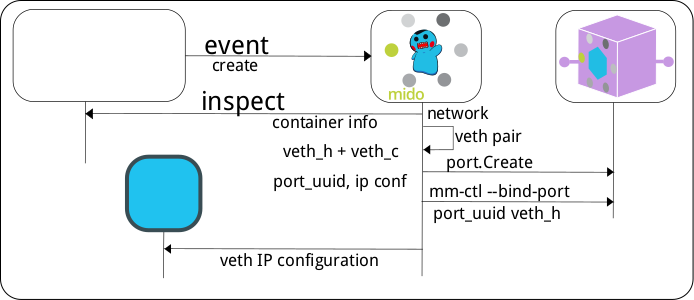 event
create
mido
inspect
network
container info
veth pair
veth_h + veth_c
port.Create
port_uuid, ip conf
mm-ctl --bind-port
port_uuid veth_h
veth IP configuration